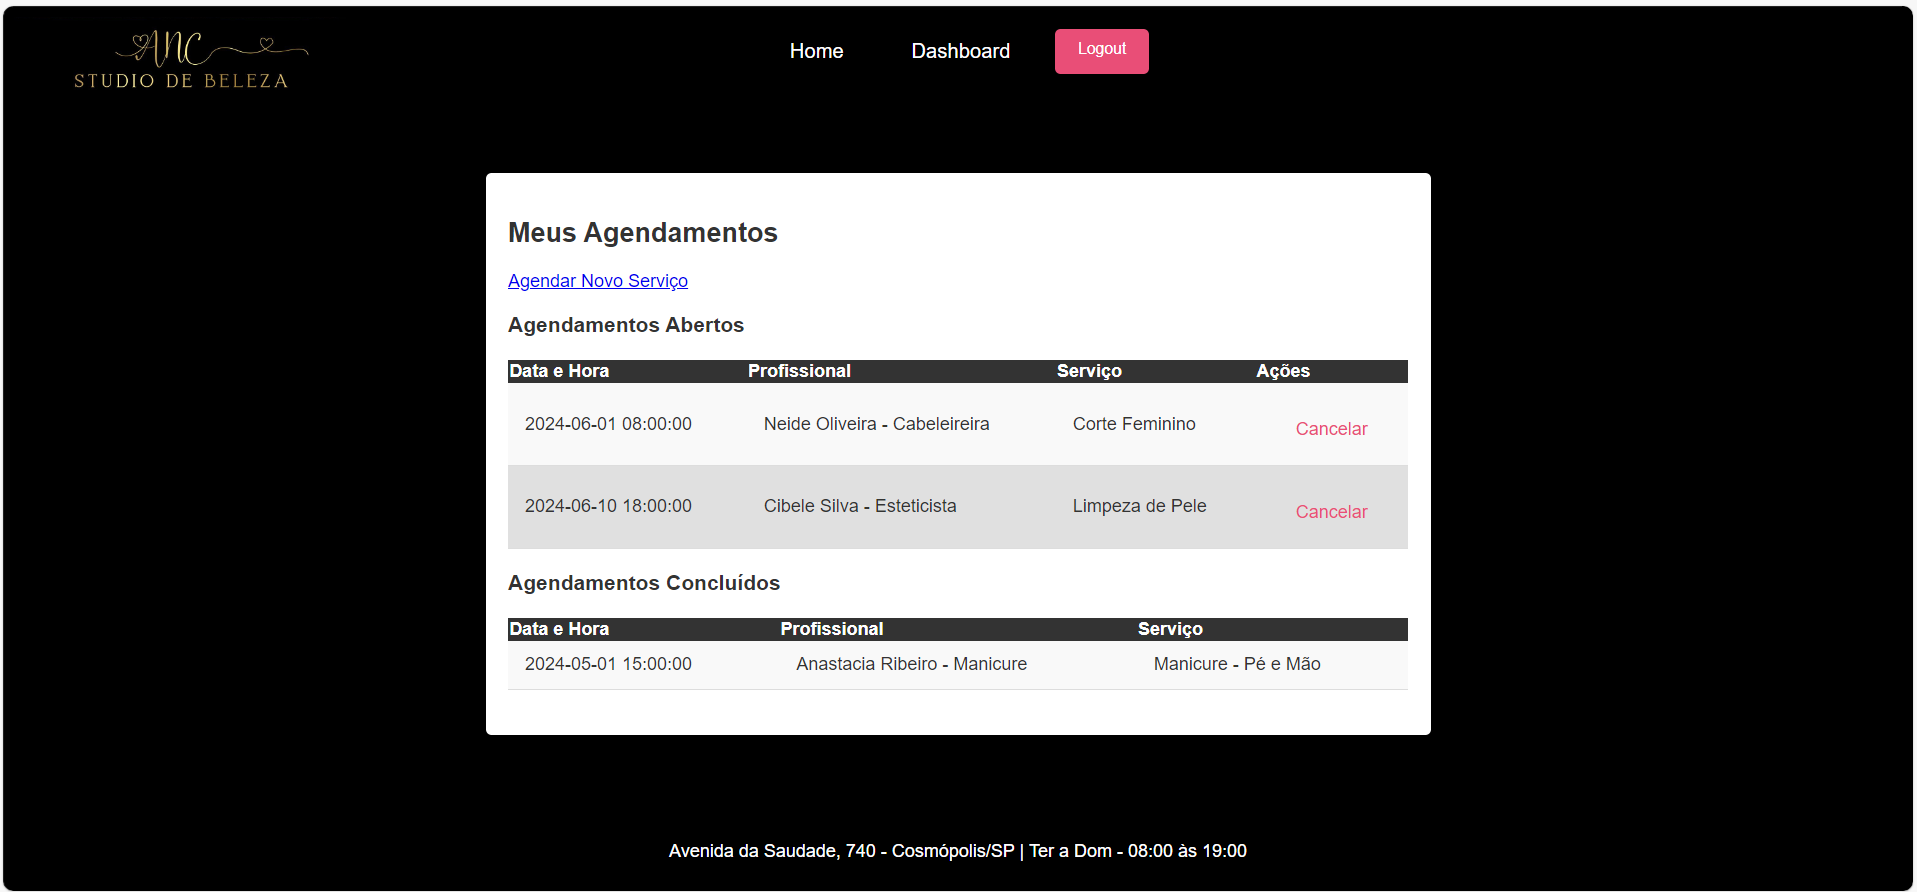 ANC
STUDIO DE BELEZA
Home Dashboard Logout
Meus Agendamentos
Agendar Novo Serviço
Agendamentos Abertos
Data e Hora Profissional Serviço Ações
2024-06-01 08:00:00 Neide Oliveira - Cabeleireira Corte Feminino Cancelar
2024-06-10 18:00:00 Cibele Silva - Esteticista Limpeza de Pele Cancelar
Agendamentos Concluídos
Data e Hora Profissional Serviço
2024-05-01 15:00:00 Anastacia Ribeiro - Manicure Manicure - Pé e Mão
Avenida da Saudade, 740 - Cosmópolis/SP | Ter a Dom - 08:00 às 19:00